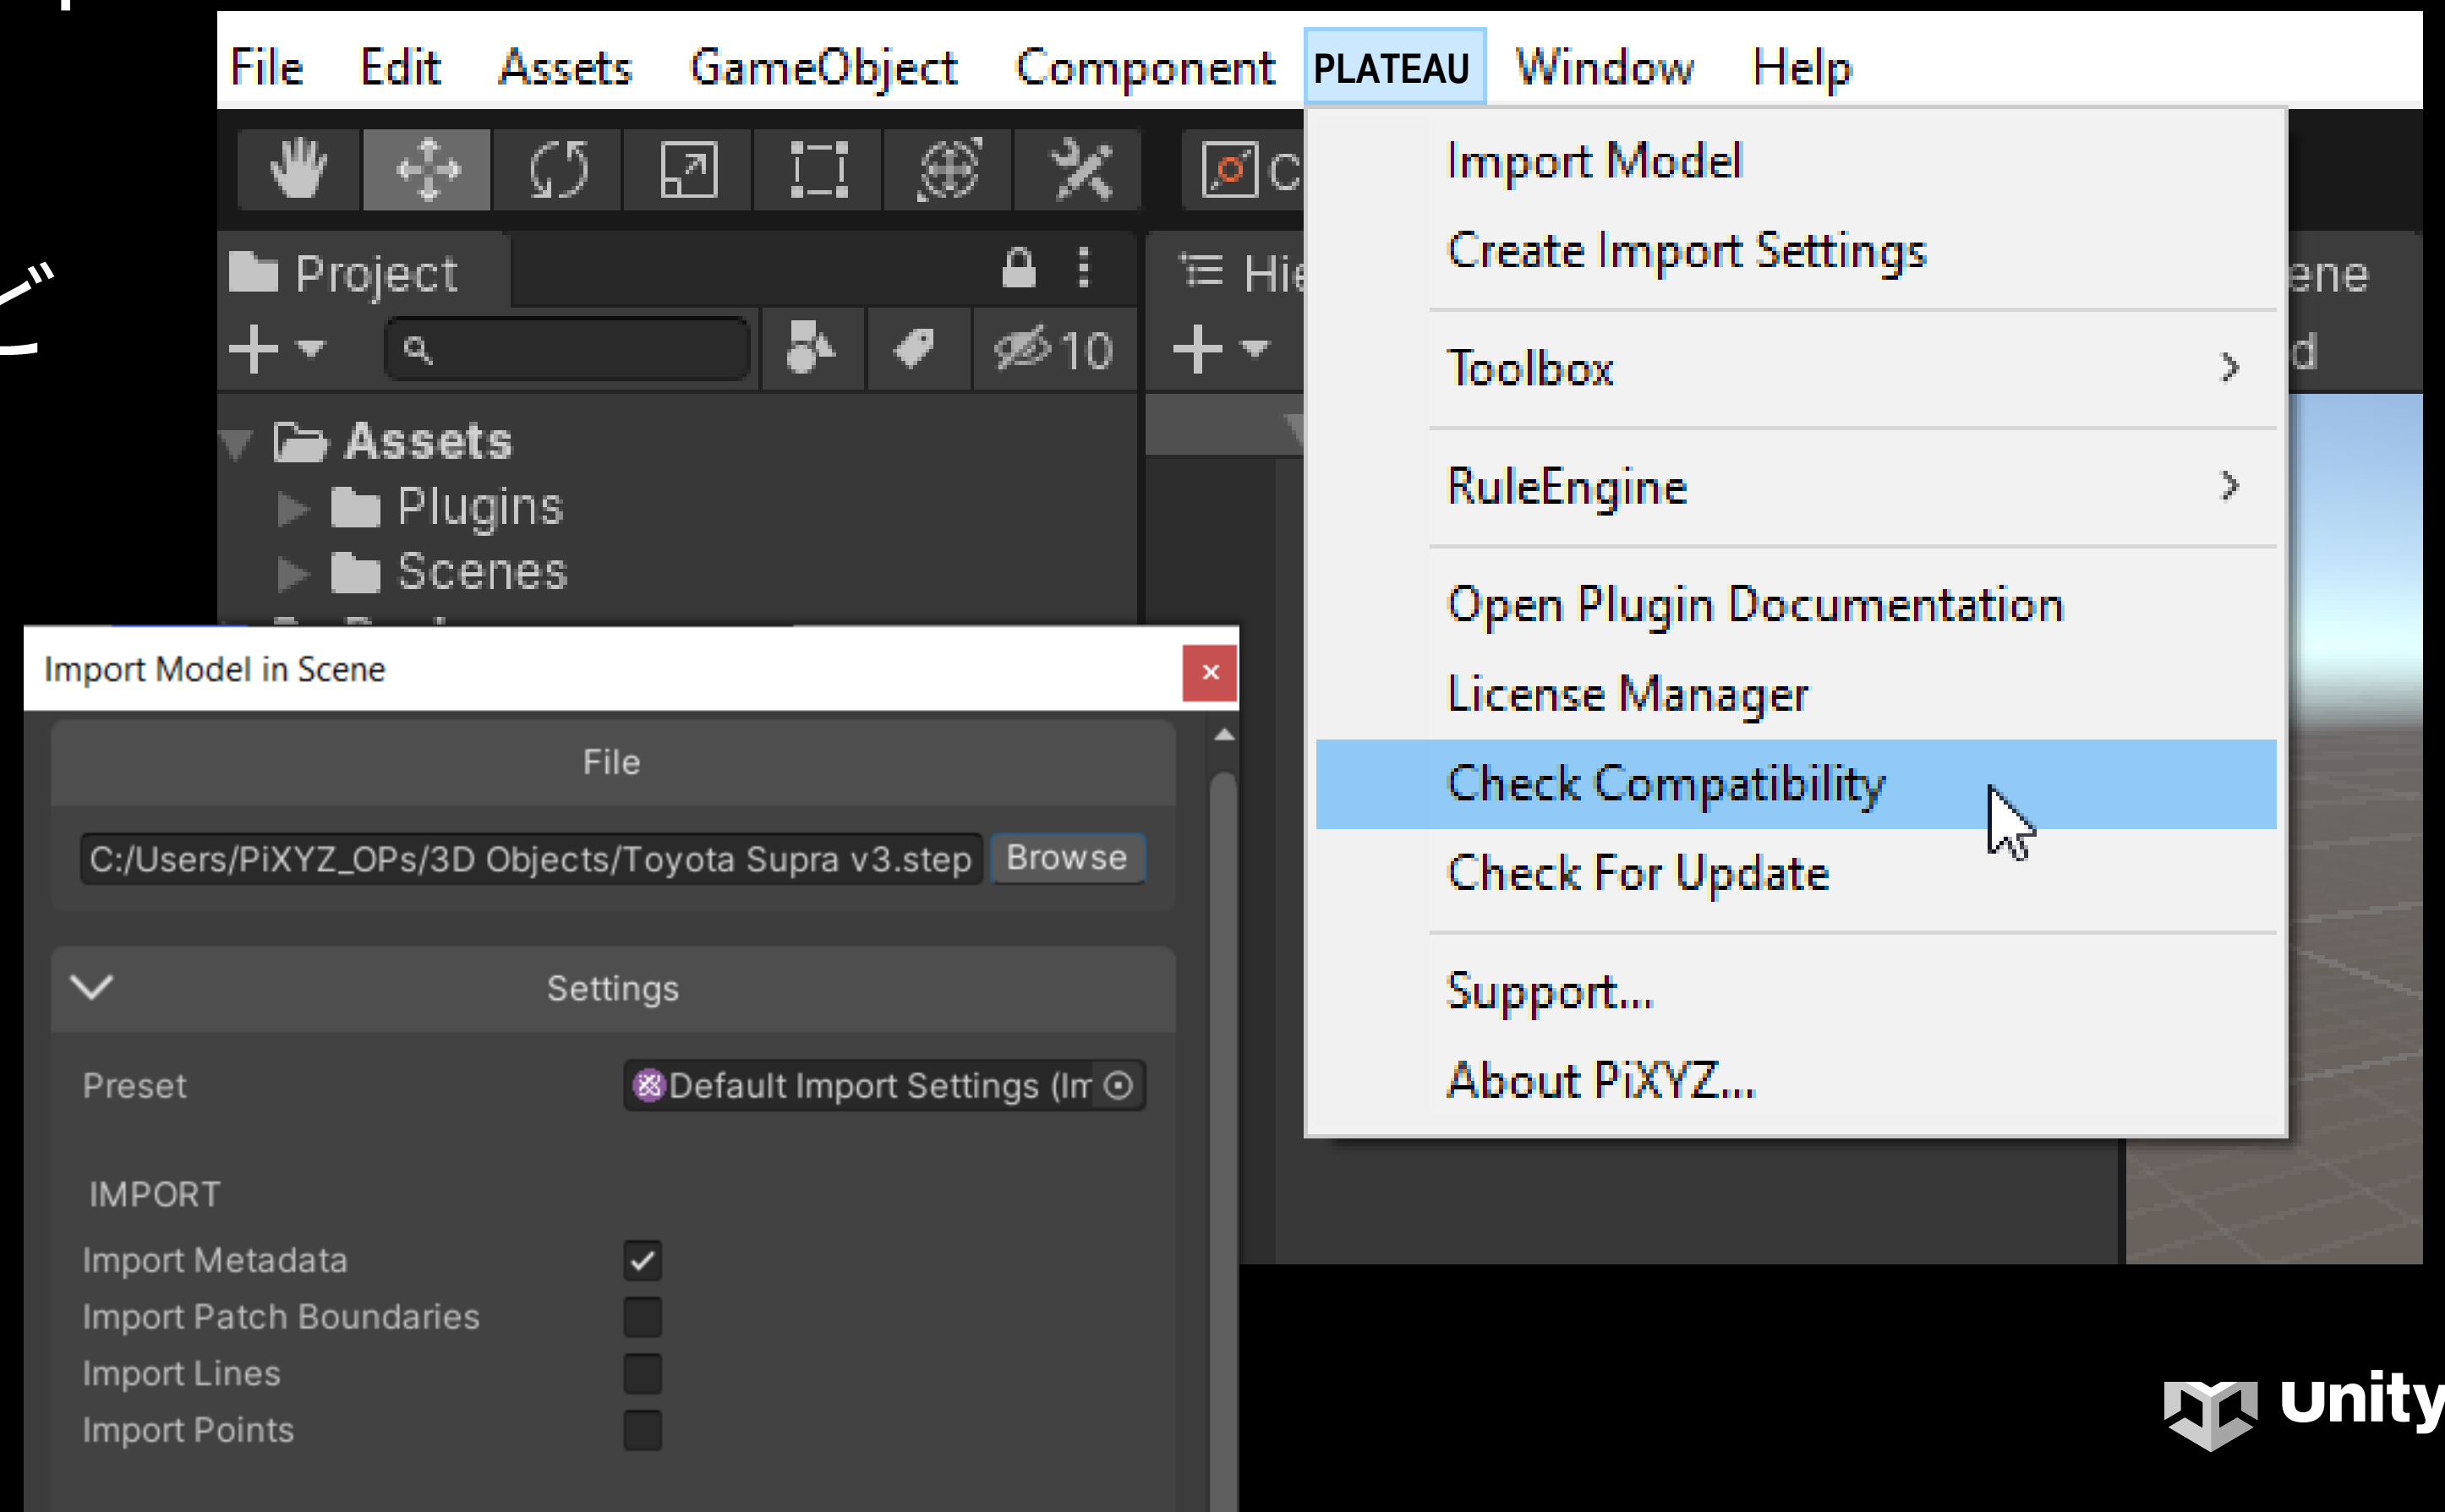 File Edit Assets GameObject Component PLATEAU Window Help
Import Model
Create Import Settings
Toolbox
RuleEngine
Open Plugin Documentation
License Manager
Check Compatibility
Check For Update
Support...
About PiXYZ...
Project
10
Assets
Plugins
Scenes
Import Model in Scene
File
C:/Users/PiXYZ_OPs/3D Objects/Toyota Supra v3.step Browse
Settings
Preset Default Import Settings (Im
IMPORT
Import Metadata
Import Patch Boundaries
Import Lines
Import Points
Unity